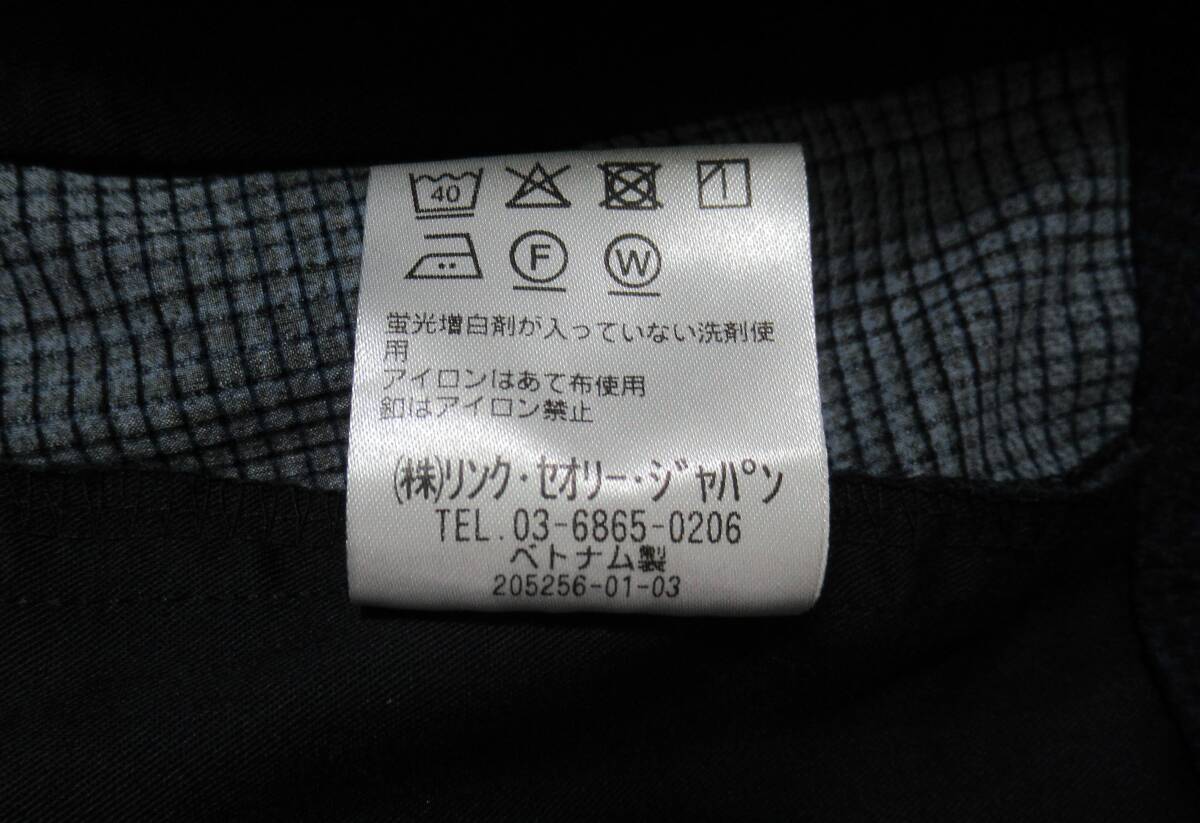 40
F W
蛍光増白剤が入っていない洗剤使
用
アイロンはあて布使用
釦はアイロン禁止
(株)リンク・セオリー・ジャパン
TEL.03-6865-0206
ベトナム製
205256-01-03